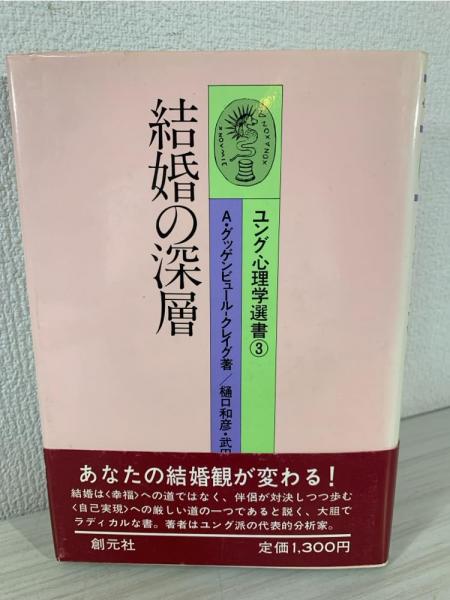 結婚の深層
ユング心理学選書③
A・グッゲンビュール-クレイグ著/樋口和彦・武田
あなたの結婚観が変わる!
結婚は〈幸福〉への道ではなく、伴侶が対決しつつ歩む
〈自己実現〉への厳しい道の一つであると説く、大胆で
ラディカルな書。著者はユング派の代表的分析家。
創元社
定価1,300円